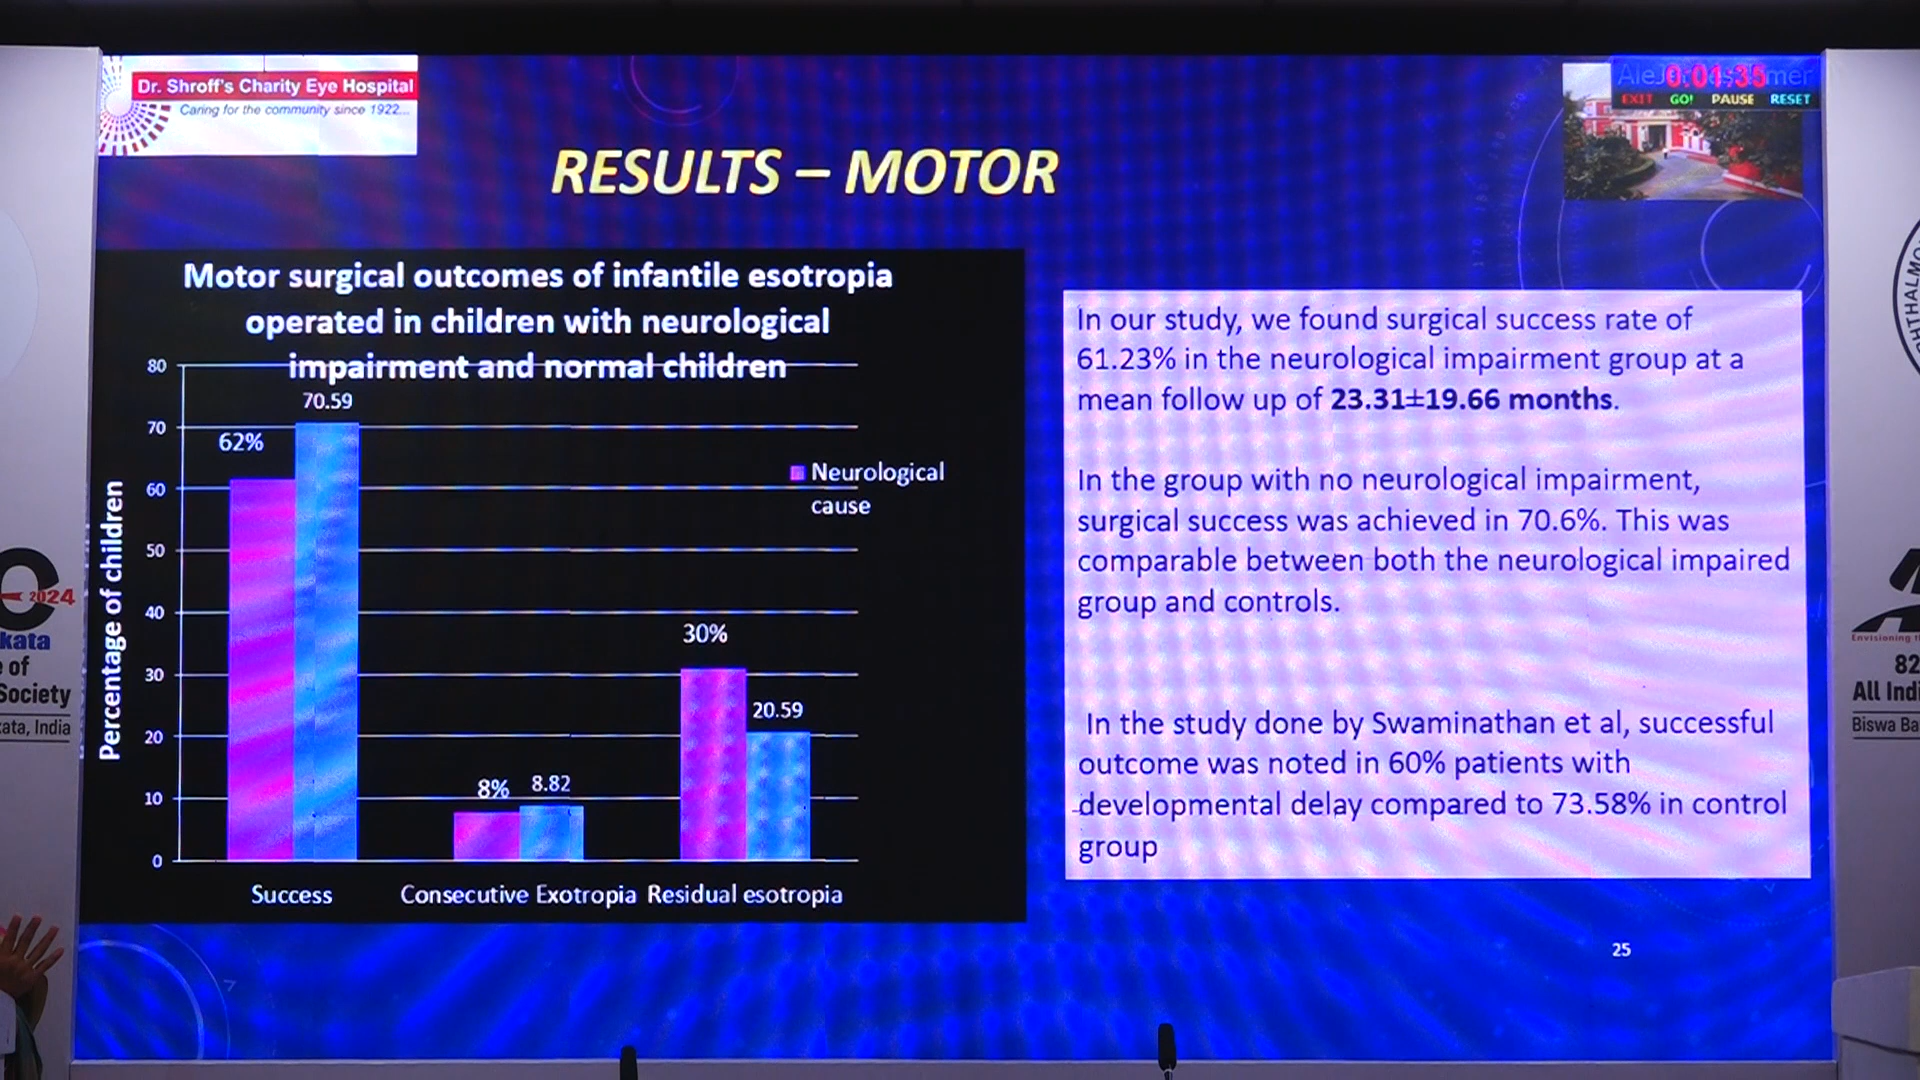 Dr. Shroff's Charity Eye Hospital
Caring for the community since 1922...
0:01:35
EXIT GO! PAUSE RESET
RESULTS – MOTOR
Motor surgical outcomes of infantile esotropia
operated in children with neurological
impairment and normal children
Percentage of children
80
70
60
50
40
30
20
10
0
62%
70.59
8%
8.82
30%
20.59
Neurological
cause
Success
Consecutive Exotropia
Residual esotropia
In our study, we found surgical success rate of
61.23% in the neurological impairment group at a
mean follow up of 23.31±19.66 months.
In the group with no neurological impairment,
surgical success was achieved in 70.6%. This was
comparable between both the neurological impaired
group and controls.
In the study done by Swaminathan et al, successful
outcome was noted in 60% patients with
developmental delay compared to 73.58% in control
group
25
2024
kata
e of
Society
kata, India
HTHALMO
Envisioning t
82
All Indi
Biswa Ba